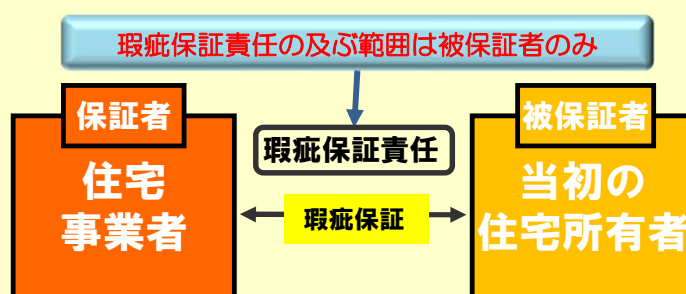 瑕疵保証責任の及ぶ範囲は被保証者のみ
保証者
住宅
事業者
瑕疵保証責任
瑕疵保証
被保証者
当初の
住宅所有者